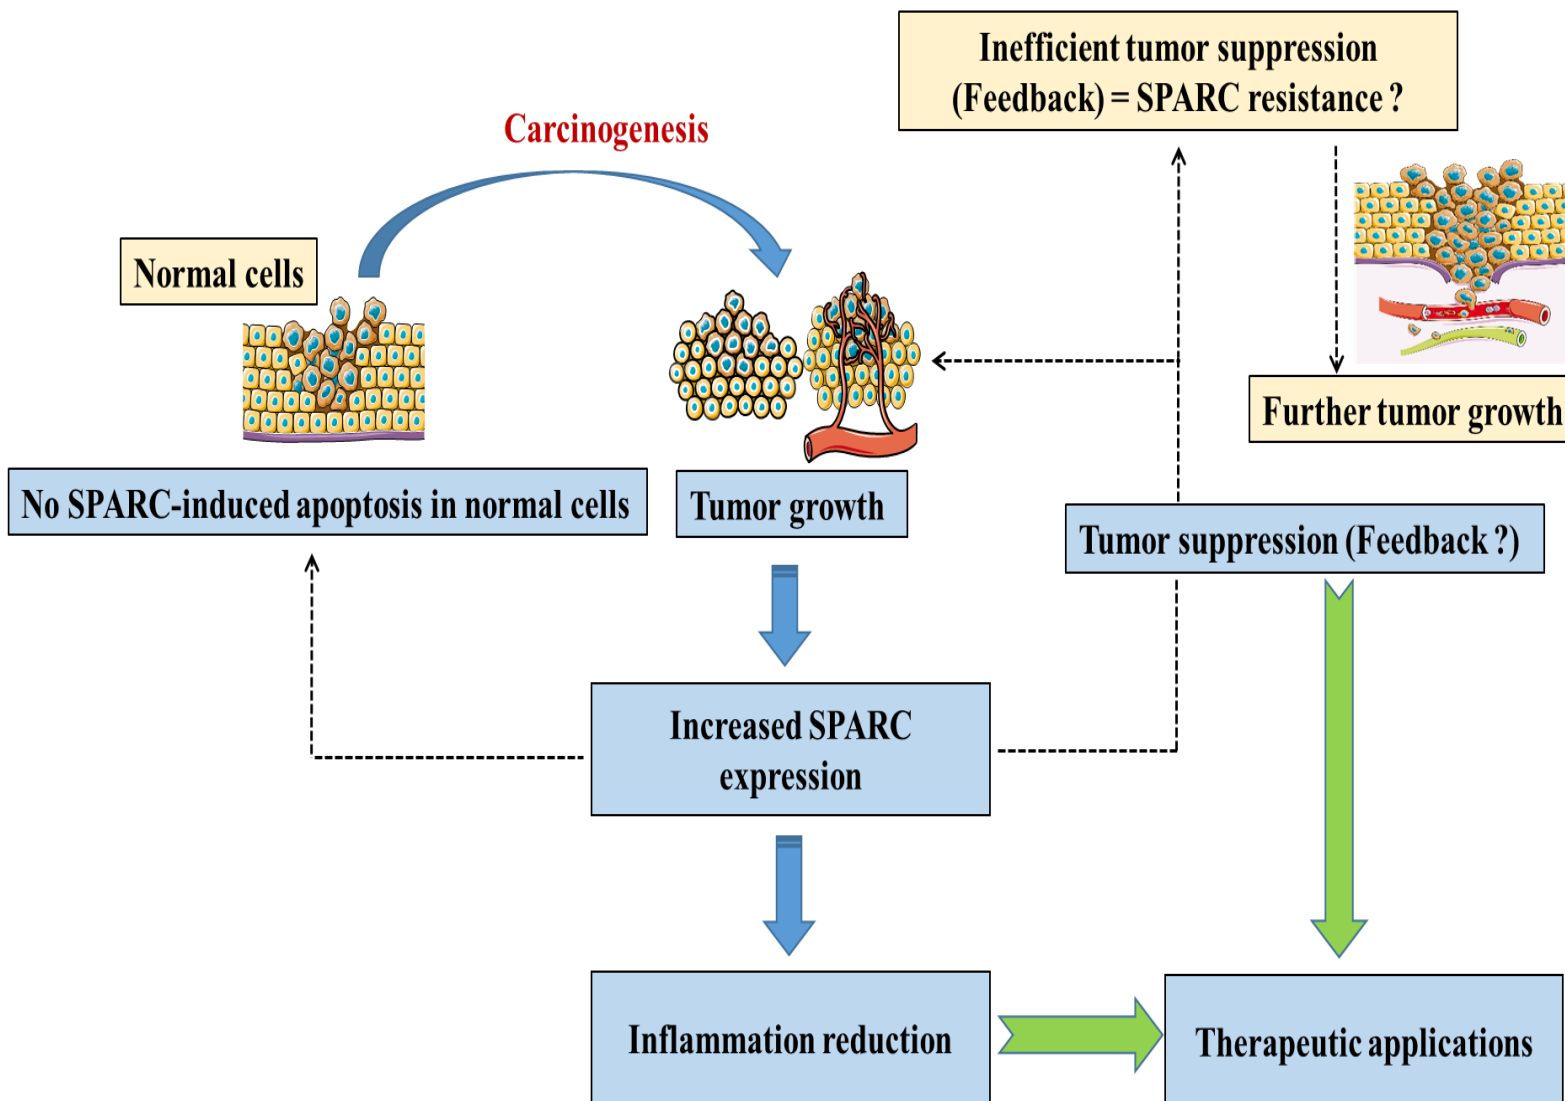 Inefficient tumor suppression
(Feedback) = SPARC resistance ?
Carcinogenesis
Normal cells
Further tumor growth
No SPARC-induced apoptosis in normal cells
Tumor growth
Tumor suppression (Feedback ?)
Increased SPARC
expression
Inflammation reduction
Therapeutic applications